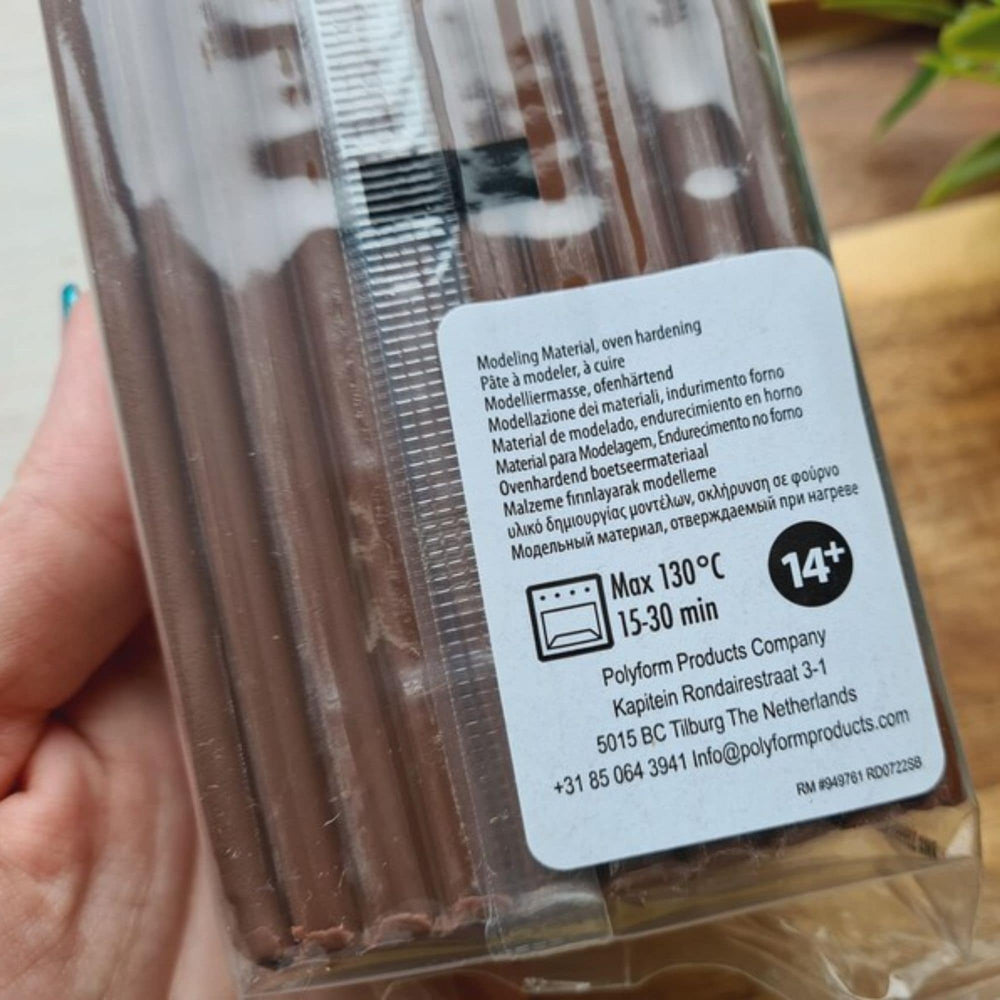 Modeling Material, oven hardening
Pâte à modeler, à cuire
Modelliermasse, ofenhärtend
Modellazione dei materiali, indurimento forno
Material de modelado, endurecimiento en horno
Material para Modelagem, Endurecimento no forno
Ovenhardend boetseermateriaal
Malzeme fırınlayarak modelleme
υλικό δημιουργίας μοντέλων, σκλήρυνση σε φούρνο
Модельный материал, отверждаемый при нагреве
Max 130°C
15-30 min
14+
Polyform Products Company
Kapitein Rondairestraat 3-1
5015 BC Tilburg The Netherlands
+31 85 064 3941 Info@polyformproducts.com
RM #949761 RD0722SB